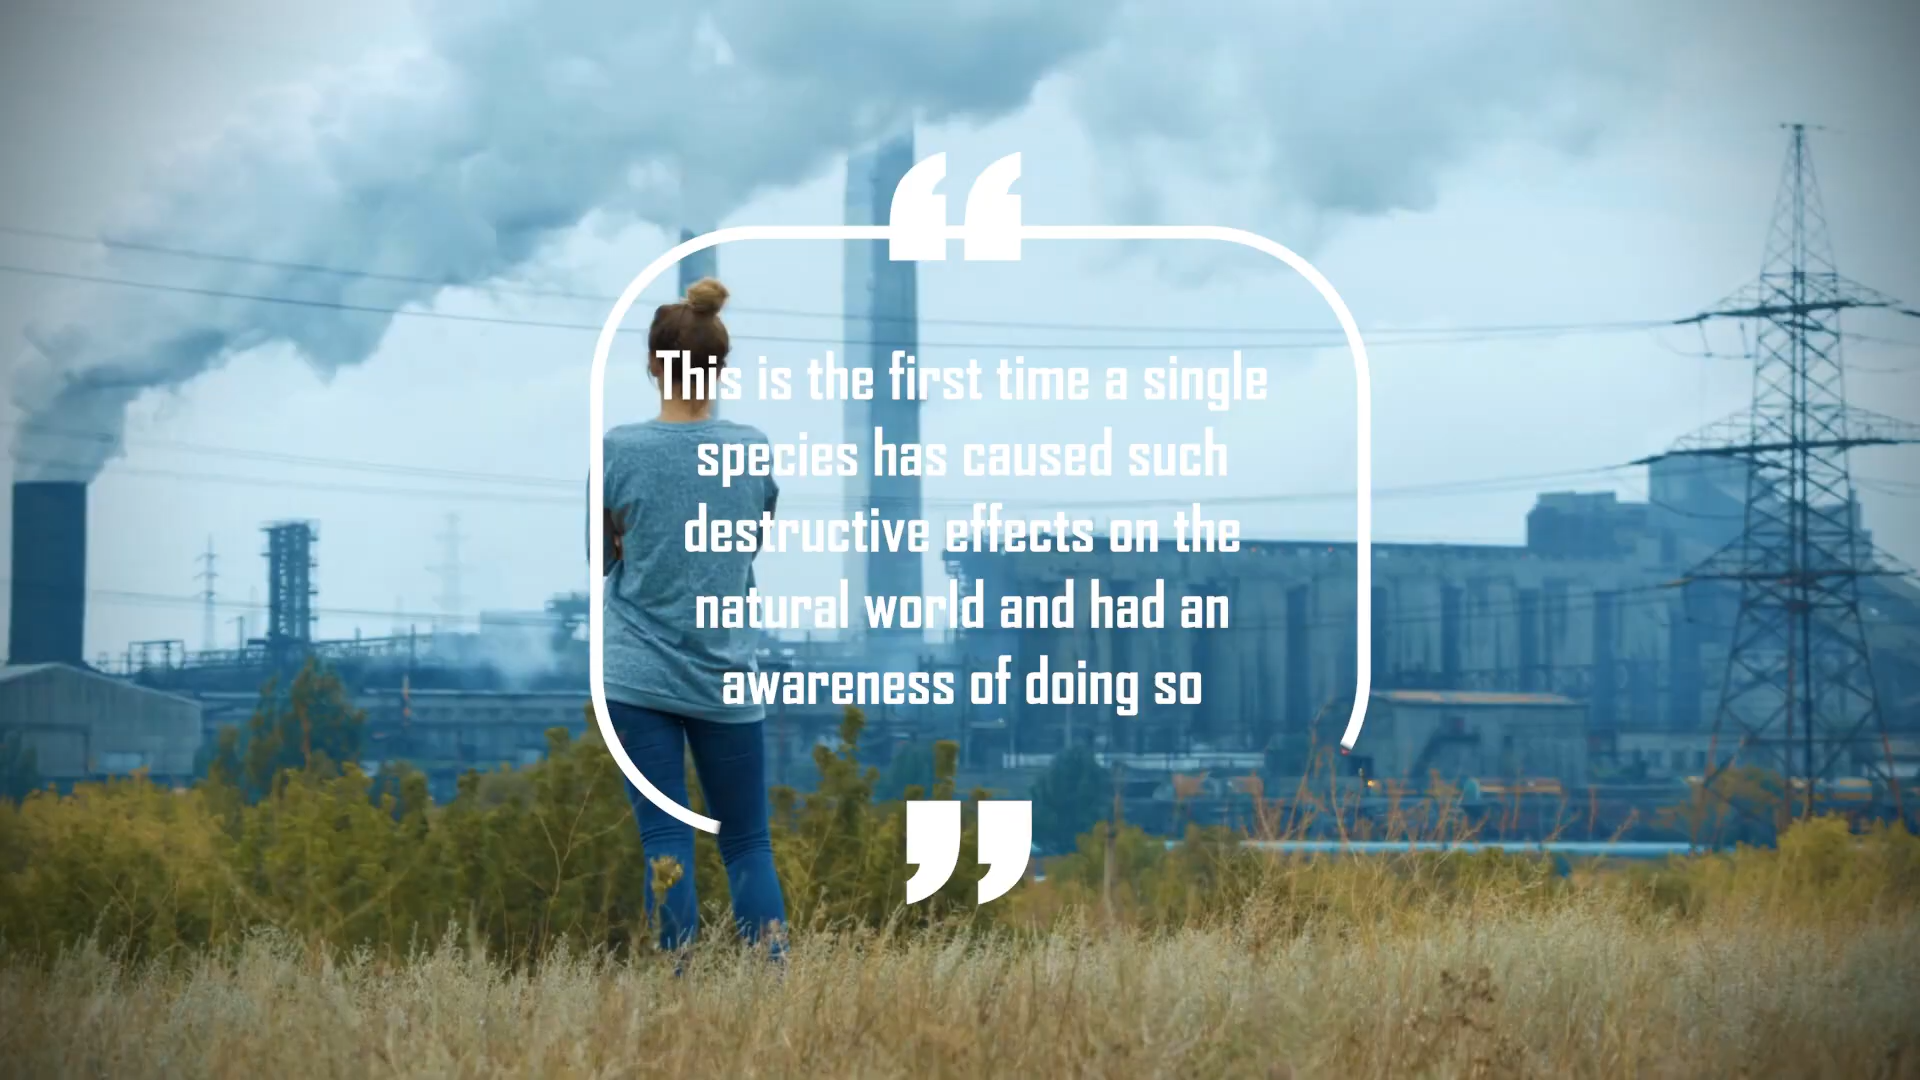 “
This is the first time a single
species has caused such
destructive effects on the
natural world and had an
awareness of doing so
”